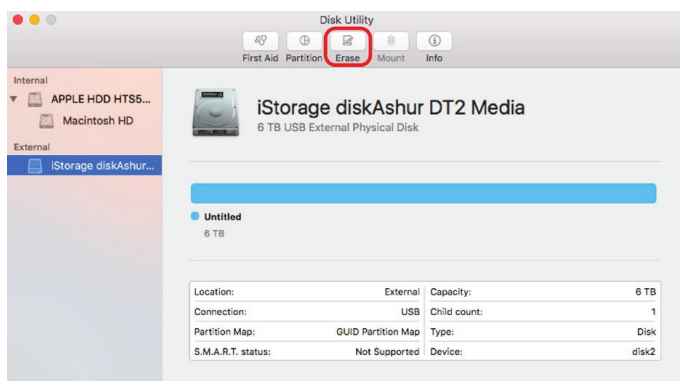 Disk Utility
First Aid Partition Erase Mount Info
Internal
APPLE HDD HTS5...
Macintosh HD
External
iStorage diskAshur...
iStorage diskAshur DT2 Media
6 TB USB External Physical Disk
Untitled
6 TB
Location: External Capacity: 6 TB
Connection: USB Child count: 1
Partition Map: GUID Partition Map Type: Disk
S.M.A.R.T. status: Not Supported Device: disk2